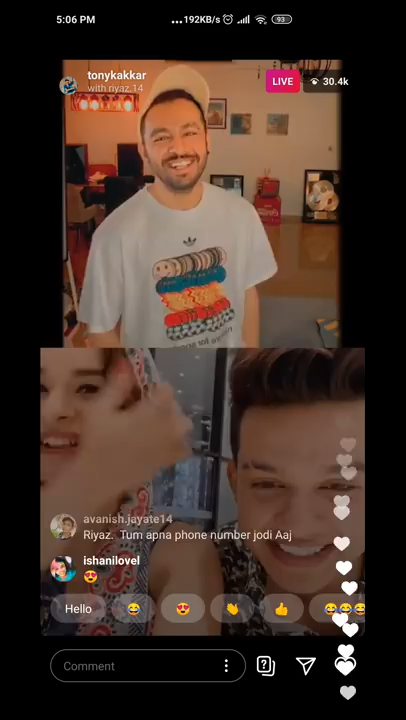 5:06 PM
...192KB/s
93
tonykakkar
with riyaz.14
LIVE
30.4k
avanish.jayate14
Riyaz. Tum apna phone number jodi Aaj
ishanilovel
😍
Hello
😂
😍
👏
👍
😂😂😂
Comment